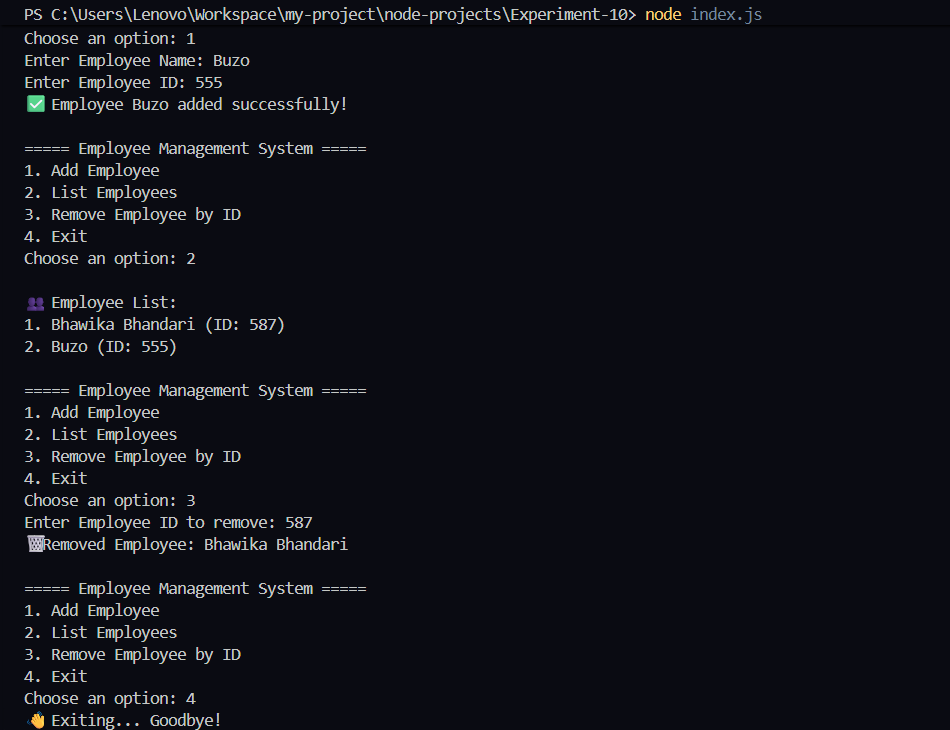 PS C:\Users\Lenovo\Workspace\my-project\node-projects\Experiment-10> node index.js
Choose an option: 1
Enter Employee Name: Buzo
Enter Employee ID: 555
✅ Employee Buzo added successfully!
===== Employee Management System =====
1. Add Employee
2. List Employees
3. Remove Employee by ID
4. Exit
Choose an option: 2
👥 Employee List:
1. Bhawika Bhandari (ID: 587)
2. Buzo (ID: 555)
===== Employee Management System =====
1. Add Employee
2. List Employees
3. Remove Employee by ID
4. Exit
Choose an option: 3
Enter Employee ID to remove: 587
🗑️Removed Employee: Bhawika Bhandari
===== Employee Management System =====
1. Add Employee
2. List Employees
3. Remove Employee by ID
4. Exit
Choose an option: 4
👋 Exiting... Goodbye!